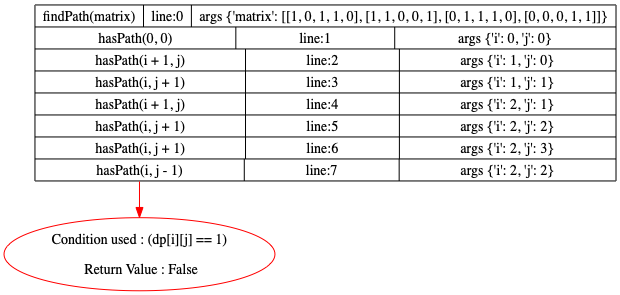 findPath(matrix) line:0 args {'matrix': [[1, 0, 1, 1, 0], [1, 1, 0, 0, 1], [0, 1, 1, 1, 0], [0, 0, 0, 1, 1]]}
hasPath(0, 0) line:1 args {'i': 0, 'j': 0}
hasPath(i + 1, j) line:2 args {'i': 1, 'j': 0}
hasPath(i, j + 1) line:3 args {'i': 1, 'j': 1}
hasPath(i + 1, j) line:4 args {'i': 2, 'j': 1}
hasPath(i, j + 1) line:5 args {'i': 2, 'j': 2}
hasPath(i, j + 1) line:6 args {'i': 2, 'j': 3}
hasPath(i, j - 1) line:7 args {'i': 2, 'j': 2}
Condition used : (dp[i][j] == 1)
Return Value : False